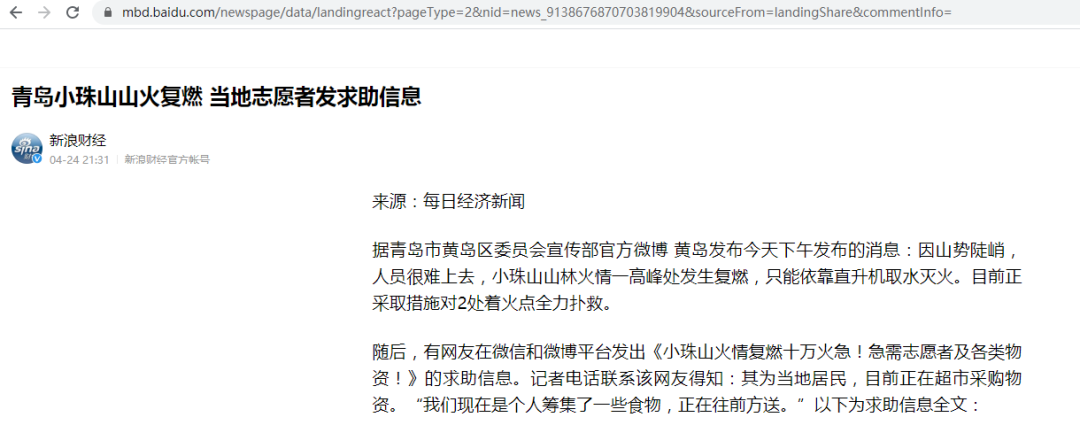 mbd.baidu.com/newspage/data/landingreact?pageType=2&nid=news_9138676870703819904&sourceFrom=landingShare&commentInfo=
青岛小珠山山火复燃 当地志愿者发求助信息
sina
新浪财经
04-24 21:31 | 新浪财经官方帐号
来源：每日经济新闻
据青岛市黄岛区委员会宣传部官方微博 黄岛发布今天下午发布的消息：因山势陡峭，
人员很难上去，小珠山山林火情一高峰处发生复燃，只能依靠直升机取水灭火。目前正
采取措施对2处着火点全力扑救。
随后，有网友在微信和微博平台发出《小珠山火情复燃十万火急！急需志愿者及各类物
资！》的求助信息。记者电话联系该网友得知：其为当地居民，目前正在超市采购物
资。“我们现在是个人筹集了一些食物，正在往前方送。”以下为求助信息全文：